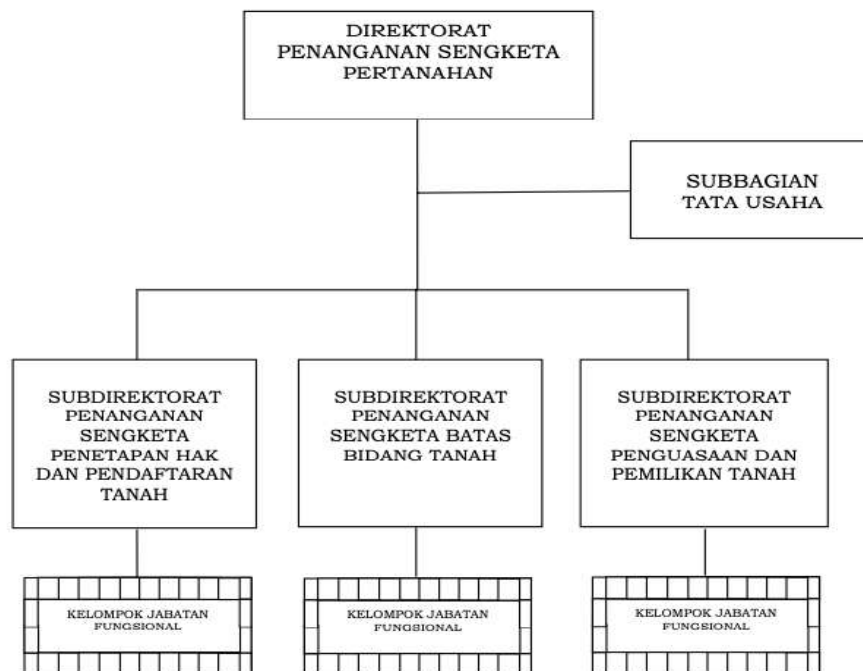 DIREKTORAT
PENANGANAN SENGKETA
PERTANAHAN
SUBBAGIAN
TATA USAHA
SUBDIREKTORAT
PENANGANAN
SENGKETA
PENETAPAN HAK
DAN PENDAFTARAN
TANAH
SUBDIREKTORAT
PENANGANAN
SENGKETA BATAS
BIDANG TANAH
SUBDIREKTORAT
PENANGANAN
SENGKETA
PENGUASAAN DAN
PEMILIKAN TANAH
KELOMPOK JABATAN
FUNGSIONAL
KELOMPOK JABATAN
FUNGSIONAL
KELOMPOK JABATAN
FUNGSIONAL